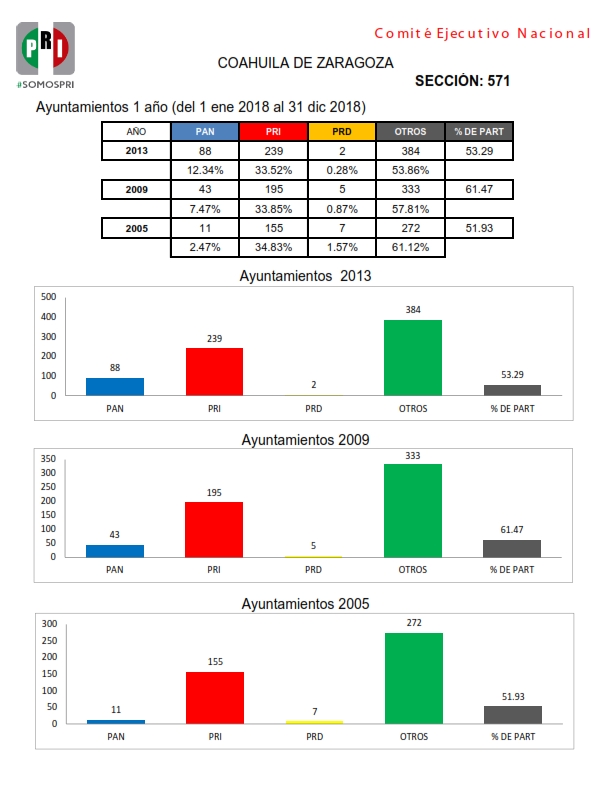 Comité Ejecutivo Nacional
PRI
#SOMOSPRI
COAHUILA DE ZARAGOZA
SECCIÓN: 571
Ayuntamientos 1 año (del 1 ene 2018 al 31 dic 2018)
AÑO PAN PRI PRD OTROS % DE PART
2013 88 239 2 384 53.29
12.34% 33.52% 0.28% 53.86%
2009 43 195 5 333 61.47
7.47% 33.85% 0.87% 57.81%
2005 11 155 7 272 51.93
2.47% 34.83% 1.57% 61.12%
Ayuntamientos 2013
500
400
300
200
100
0
88 239 2 384 53.29
PAN PRI PRD OTROS % DE PART
Ayuntamientos 2009
350
300
250
200
150
100
50
0
43 195 5 333 61.47
PAN PRI PRD OTROS % DE PART
Ayuntamientos 2005
300
250
200
150
100
50
0
11 155 7 272 51.93
PAN PRI PRD OTROS % DE PART